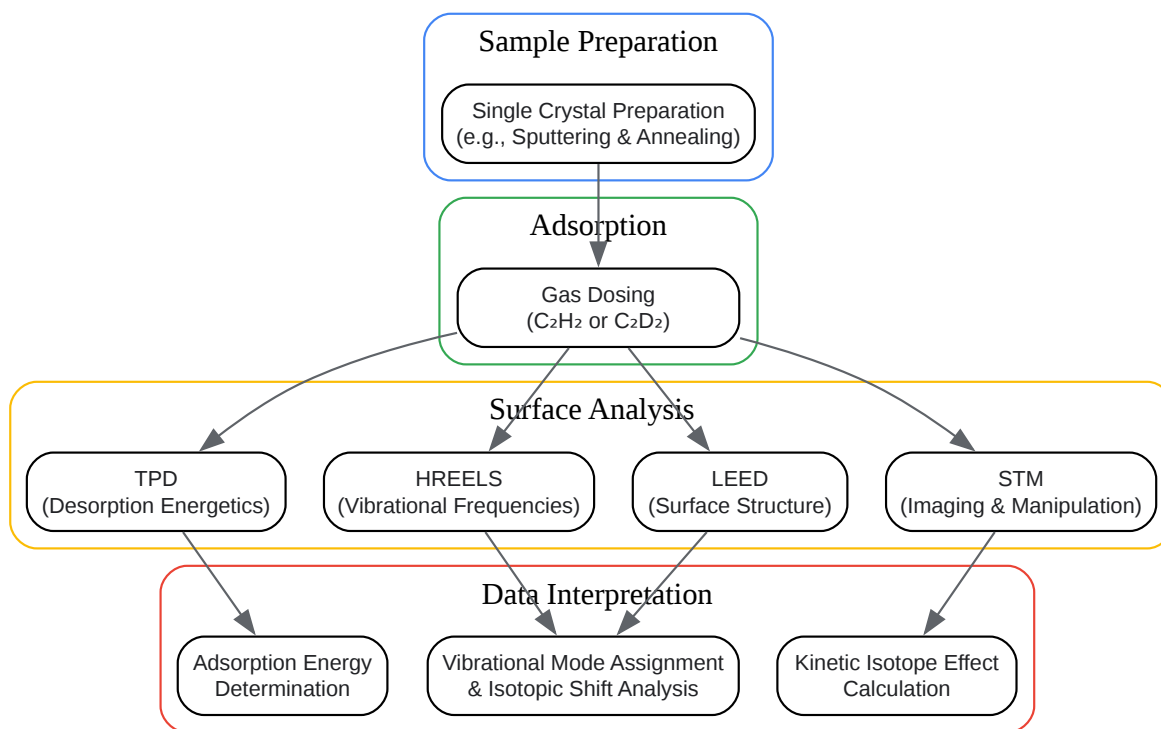 Sample Preparation
Single Crystal Preparation
(e.g., Sputtering & Annealing)
Adsorption
Gas Dosing
(C₂H₂ or C₂D₂)
Surface Analysis
TPD
(Desorption Energetics)
HREELS
(Vibrational Frequencies)
LEED
(Surface Structure)
STM
(Imaging & Manipulation)
Data Interpretation
Adsorption Energy
Determination
Vibrational Mode Assignment
& Isotopic Shift Analysis
Kinetic Isotope Effect
Calculation